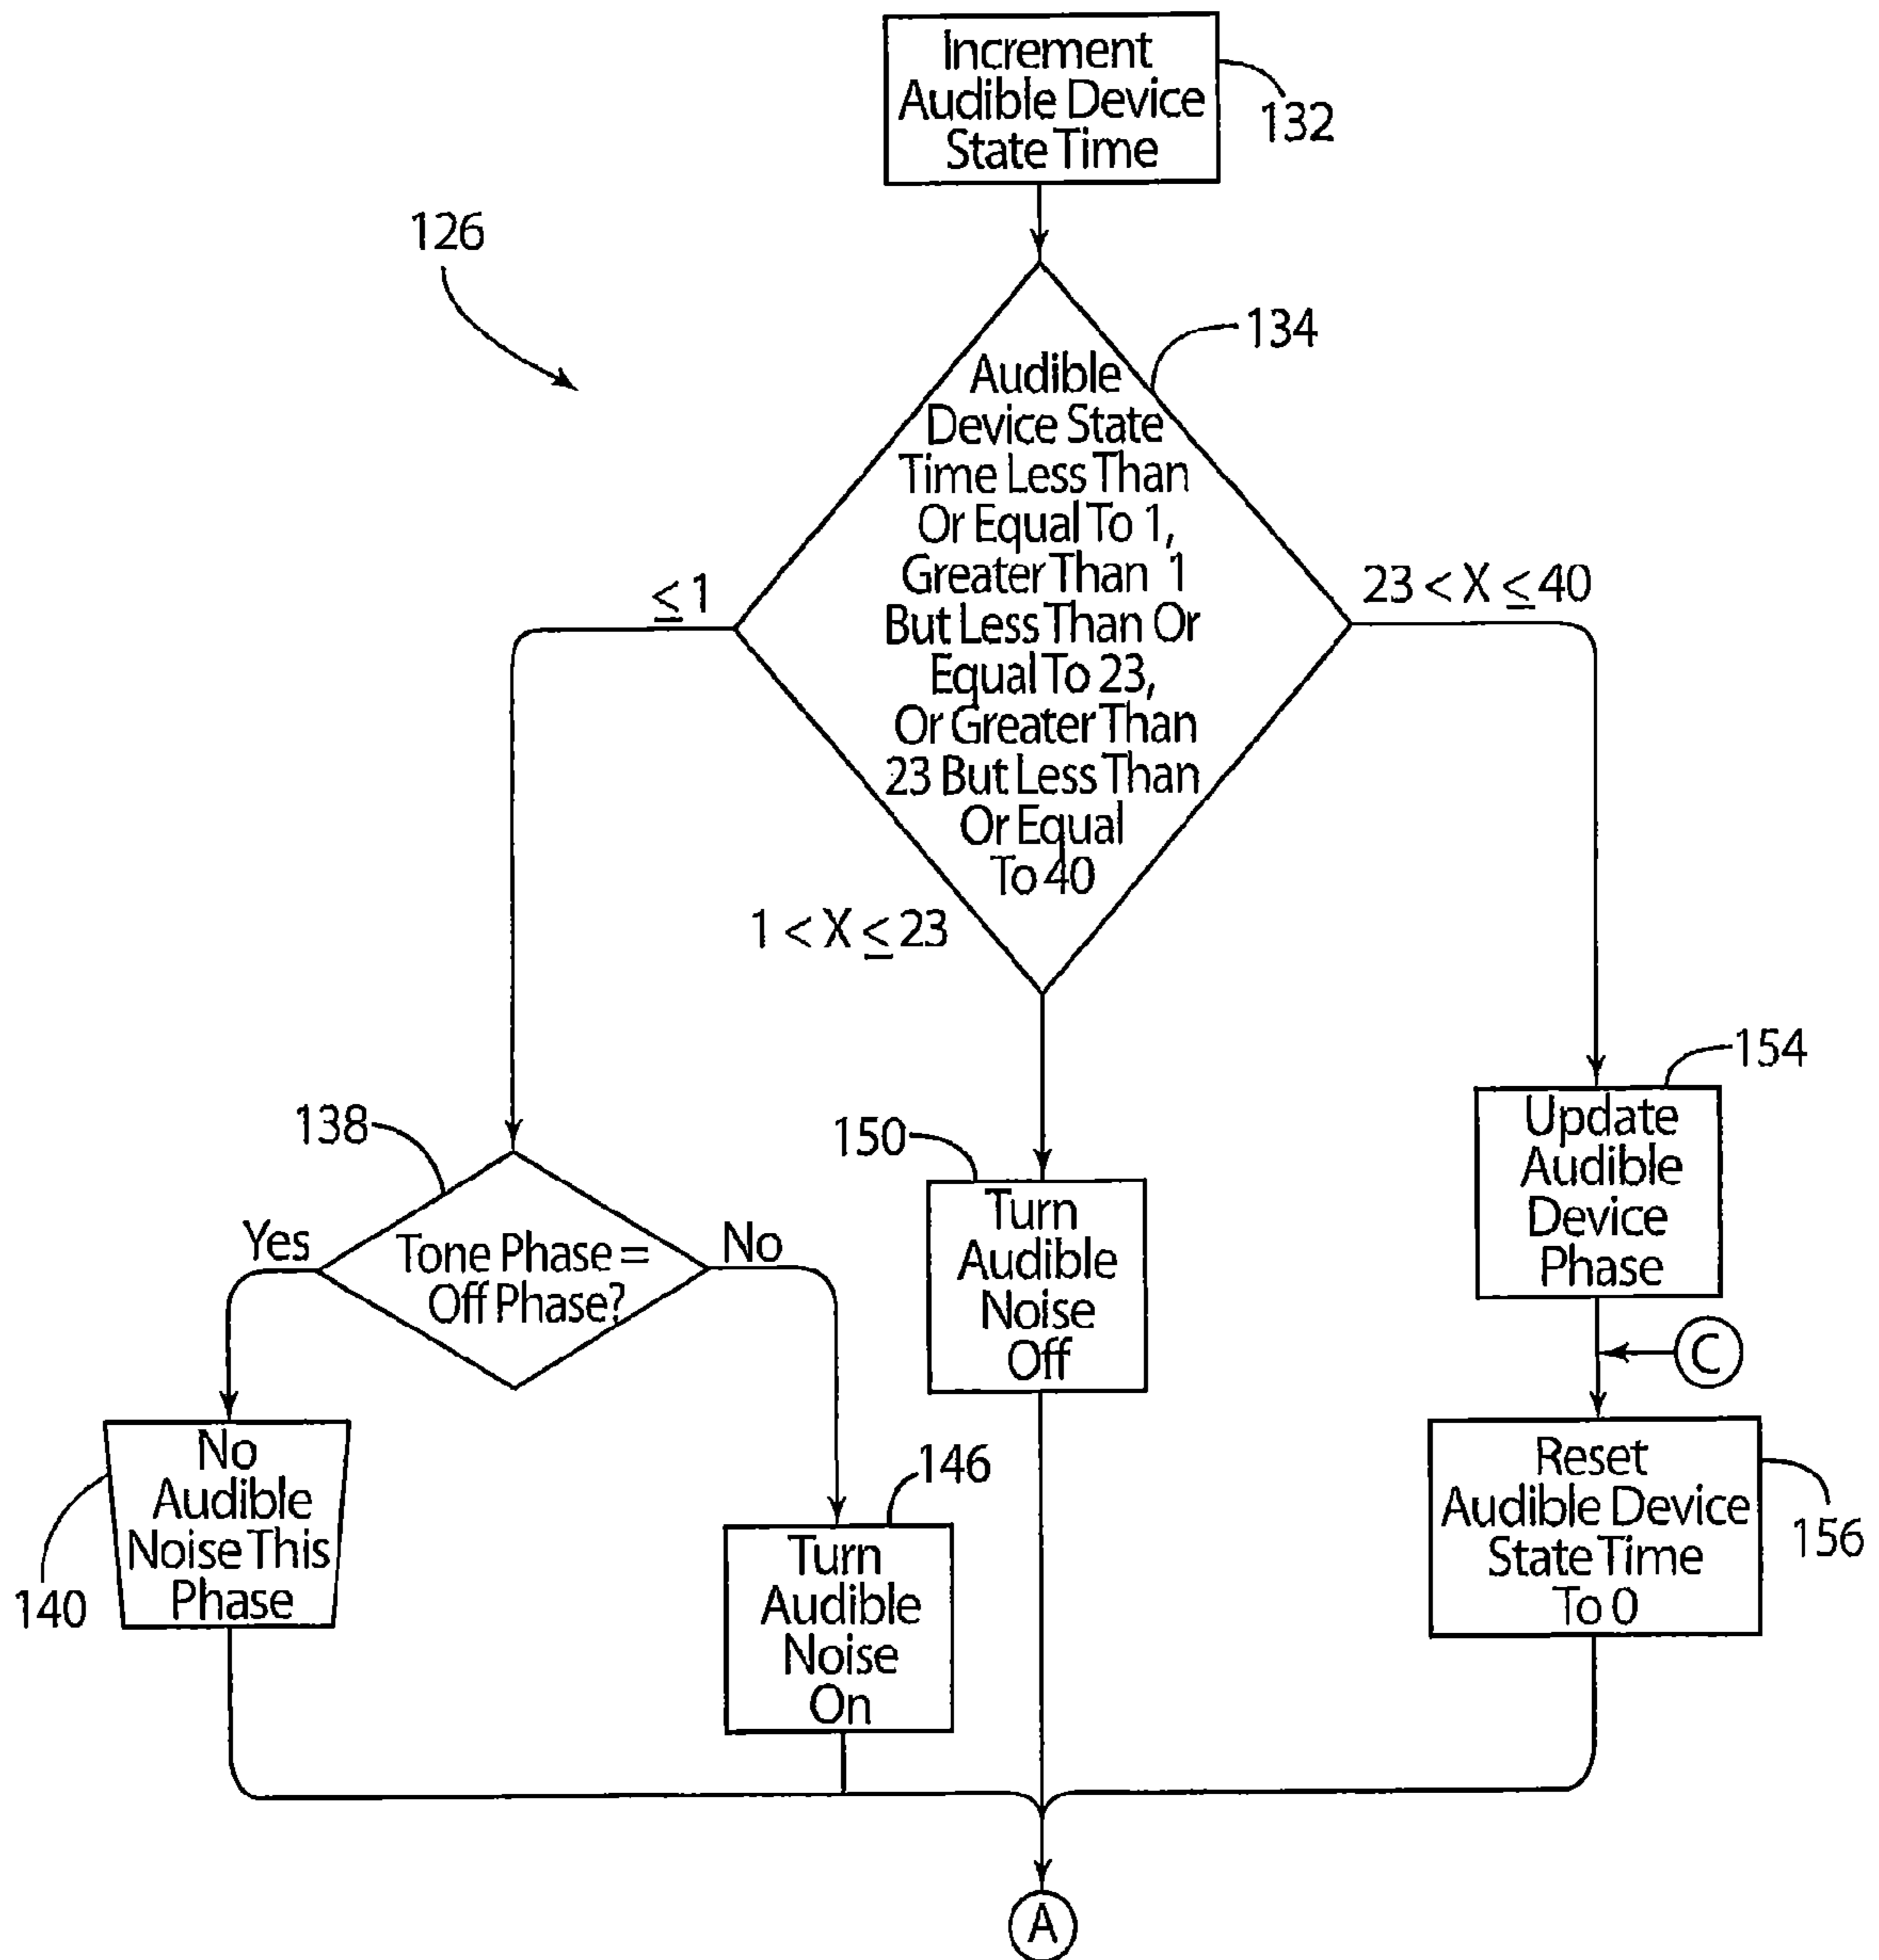 Increment
Audible Device
State Time
132
126
134
Audible
Device State
Time Less Than
Or Equal To 1,
Greater Than 1
But Less Than Or
Equal To 23,
Or Greater Than
23 But Less Than
Or Equal
To 40
≤ 1
23 < X ≤ 40
1 < X ≤ 23
138
Tone Phase =
Off Phase?
Yes
No
150
Turn
Audible
Noise
Off
154
Update
Audible
Device
Phase
C
140
No
Audible
Noise This
Phase
146
Turn
Audible
Noise
On
Reset
Audible Device
State Time
To 0
156
A